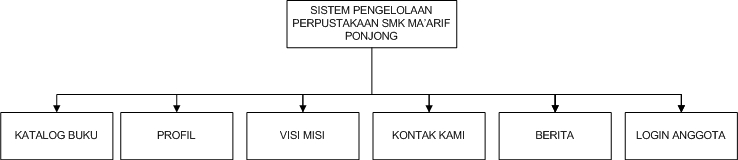 SISTEM PENGELOLAAN
PERPUSTAKAAN SMK MA'ARIF
PONJONG
KATALOG BUKU
PROFIL
VISI MISI
KONTAK KAMI
BERITA
LOGIN ANGGOTA